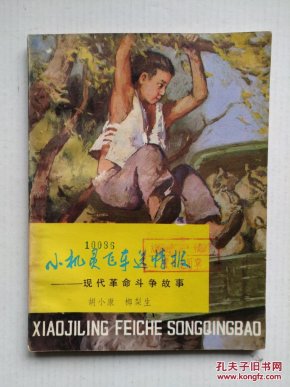 10036
小机灵飞车送情报
——现代革命斗争故事
胡小康 柳梨生
XIAOJILING FEICHE SONGQINGBAO
孔夫子旧书网